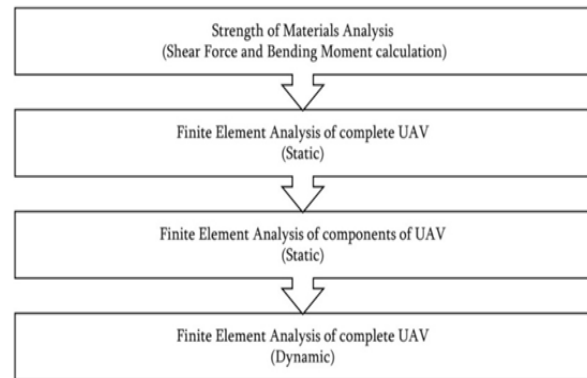 Strength of Materials Analysis
(Shear Force and Bending Moment calculation)
Finite Element Analysis of complete UAV
(Static)
Finite Element Analysis of components of UAV
(Static)
Finite Element Analysis of complete UAV
(Dynamic)